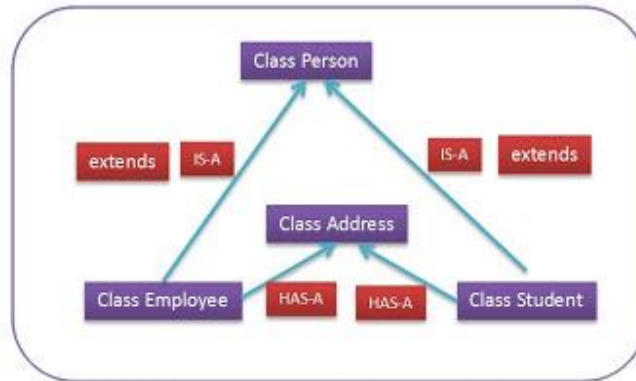 Class Person
extends
IS-A
IS-A
extends
Class Address
Class Employee
HAS-A
HAS-A
Class Student